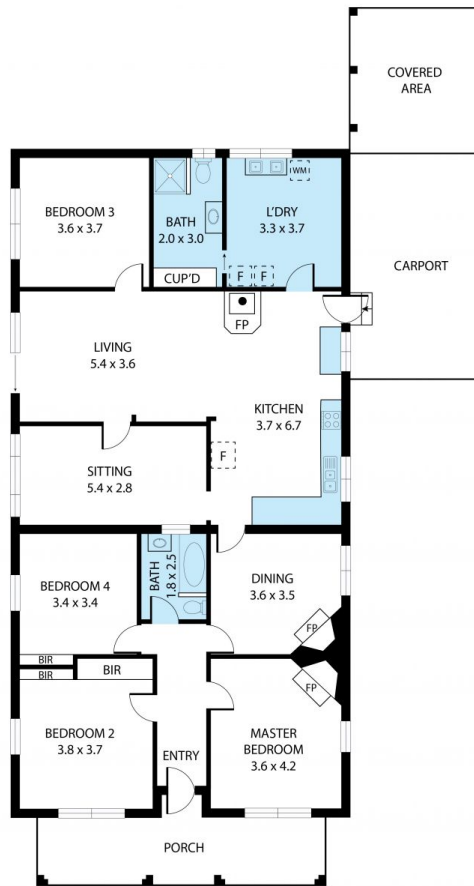 COVERED
AREA
BEDROOM 3
3.6 x 3.7
BATH
2.0 x 3.0
CUP'D
WM
L'DRY
3.3 x 3.7
F
F
CARPORT
FP
LIVING
5.4 x 3.6
KITCHEN
3.7 x 6.7
SITTING
5.4 x 2.8
F
BEDROOM 4
3.4 x 3.4
BATH
1.8 x 2.5
DINING
3.6 x 3.5
FP
BIR
BIR
BIR
FP
BEDROOM 2
3.8 x 3.7
MASTER
BEDROOM
3.6 x 4.2
ENTRY
PORCH